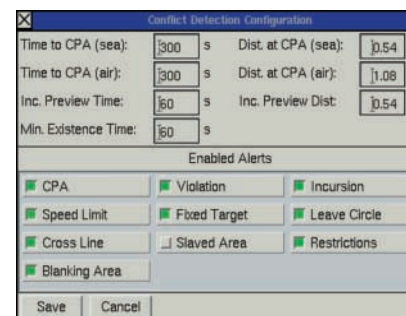 Conflict Detection Configuration
Time to CPA (sea): 300 s Dist. at CPA (sea): 0.54
Time to CPA (air): 300 s Dist. at CPA (air): 1.08
Inc. Preview Time: 60 s Inc. Preview Dist: 0.54
Min. Existence Time: 60 s
Enabled Alerts
CPA Violation Incursion
Speed Limit Fixed Target Leave Circle
Cross Line Slaved Area Restrictions
Blanking Area
Save Cancel